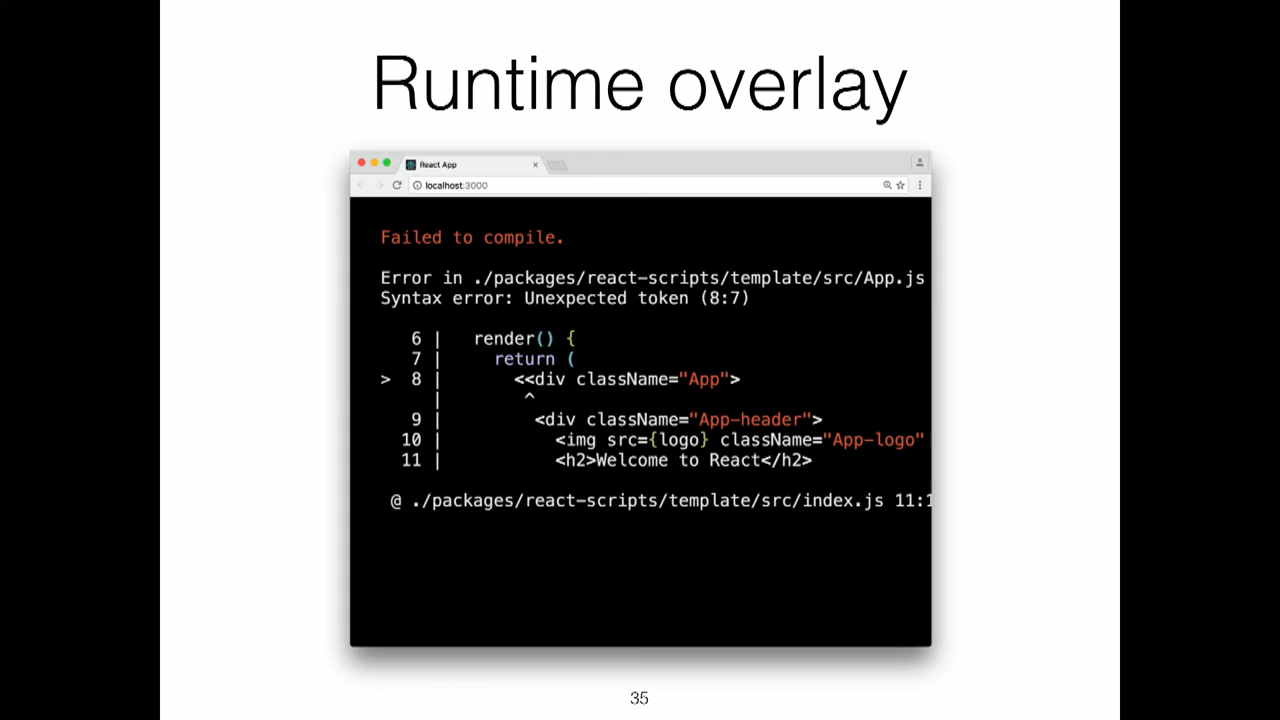 Runtime overlay
React App
localhost:3000
Failed to compile.
Error in ./packages/react-scripts/template/src/App.js
Syntax error: Unexpected token (8:7)
6 | render() {
7 | return (
> 8 | <<div className="App">
| ^
9 | <div className="App-header">
10 | <img src={logo} className="App-logo"
11 | <h2>Welcome to React</h2>
@ ./packages/react-scripts/template/src/index.js 11:1
35